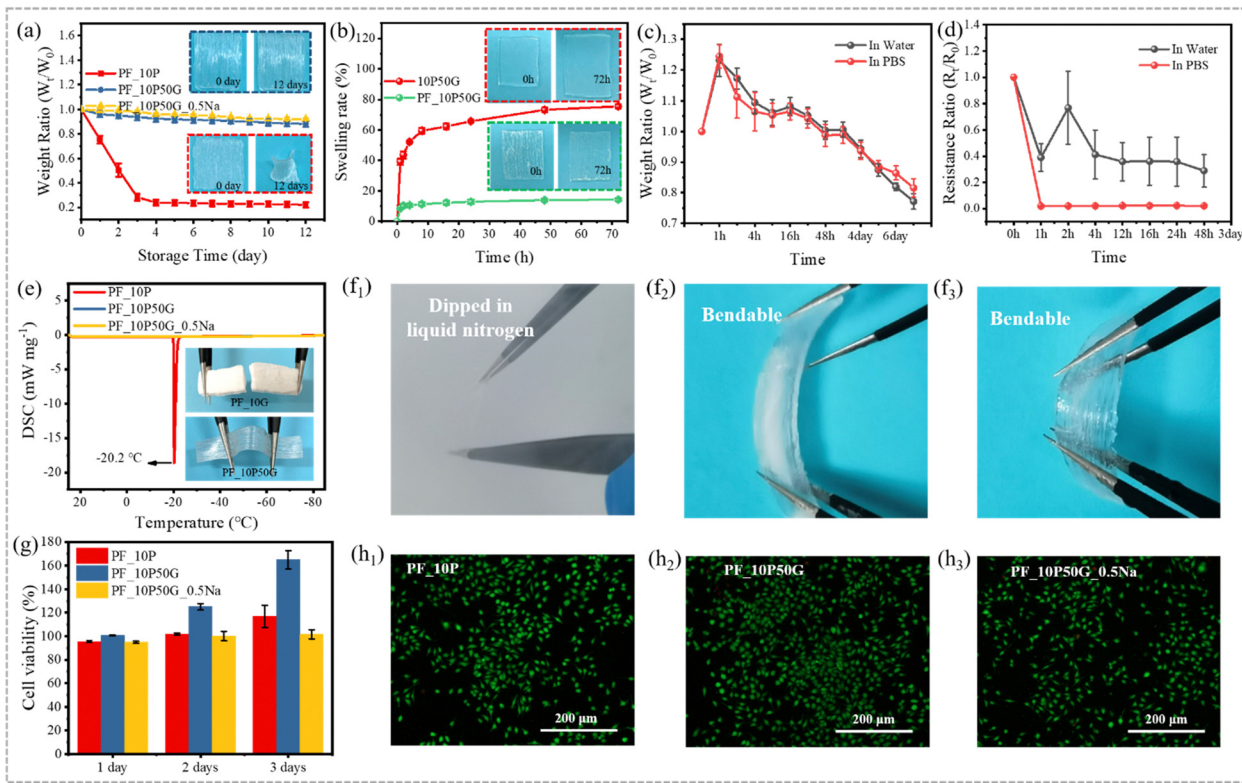 (a)
Weight Ratio (Wt/W0)
1.6
1.4
1.2
1.0
0.8
0.6
0.4
0.2
PF_10P
PF_10P50G
PF_10P50G_0.5Na
0 day
12 days
0 day
12 days
0 2 4 6 8 10 12
Storage Time (day)
(b)
Swelling rate (%)
140
120
100
80
60
40
20
0
10P50G
PF_10P50G
0h
72h
0h
72h
0 10 20 30 40 50 60 70
Time (h)
(c)
Weight Ratio (Wt/W0)
1.3
1.2
1.1
1.0
0.9
0.8
0.7
In Water
In PBS
1h 4h 16h 48h 4day 6day
Time
(d)
Resistance Ratio (Rt/R0)
1.4
1.2
1.0
0.8
0.6
0.4
0.2
0.0
In Water
In PBS
0h 1h 2h 4h 12h 16h 24h 48h 3day
Time
(e)
DSC (mW mg-1)
5
0
-5
-10
-15
-20
PF_10P
PF_10P50G
PF_10P50G_0.5Na
PF_10G
PF_10P50G
-20.2 °C
20 0 -20 -40 -60 -80
Temperature (°C)
(f1)
Dipped in
liquid nitrogen
(f2)
Bendable
(f3)
Bendable
(g)
Cell viability (%)
180
160
140
120
100
80
60
40
20
0
PF_10P
PF_10P50G
PF_10P50G_0.5Na
1 day 2 days 3 days
(h1)
PF_10P
200 μm
(h2)
PF_10P50G
200 μm
(h3)
PF_10P50G_0.5Na
200 μm